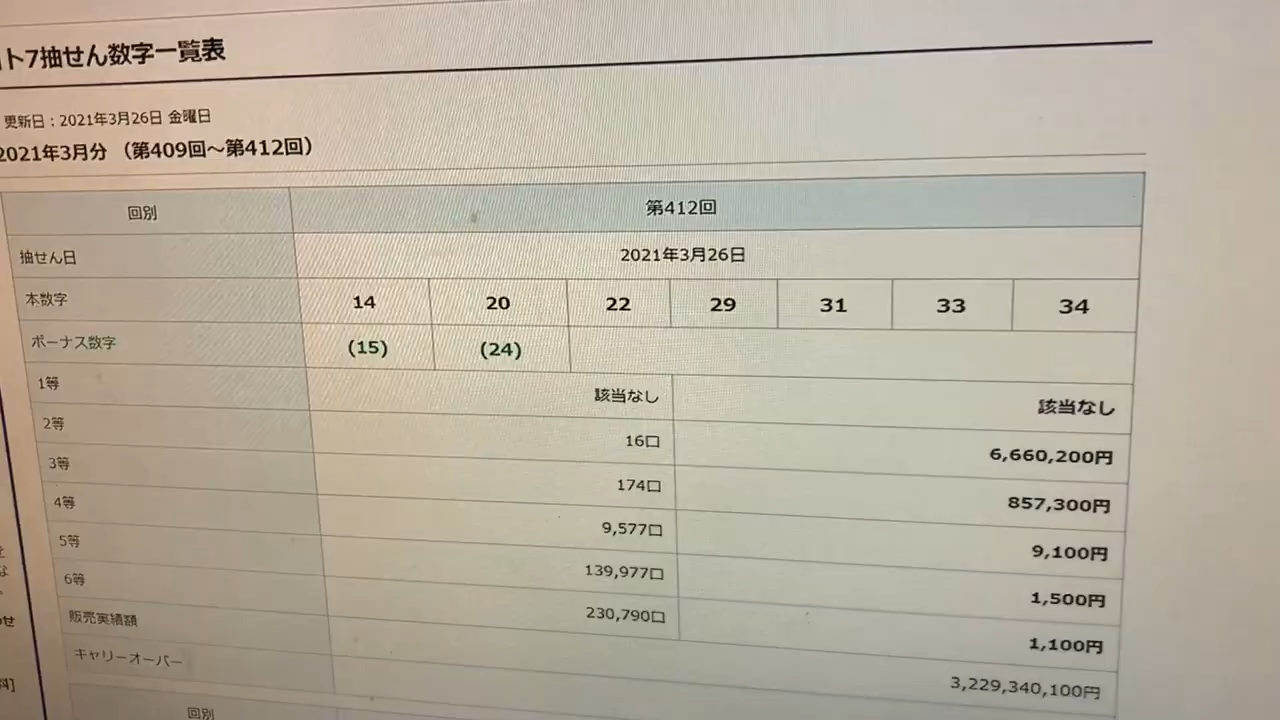 ト7抽せん数字一覧表
更新日：2021年3月26日 金曜日
2021年3月分 （第409回～第412回）
回別 第412回
抽せん日 2021年3月26日
本数字 14 20 22 29 31 33 34
ボーナス数字 (15) (24)
1等 該当なし 該当なし
2等 16口 6,660,200円
3等 174口 857,300円
4等 9,577口 9,100円
5等 139,977口 1,500円
6等 230,790口 1,100円
販売実績額 3,229,340,100円
キャリーオーバー
回別